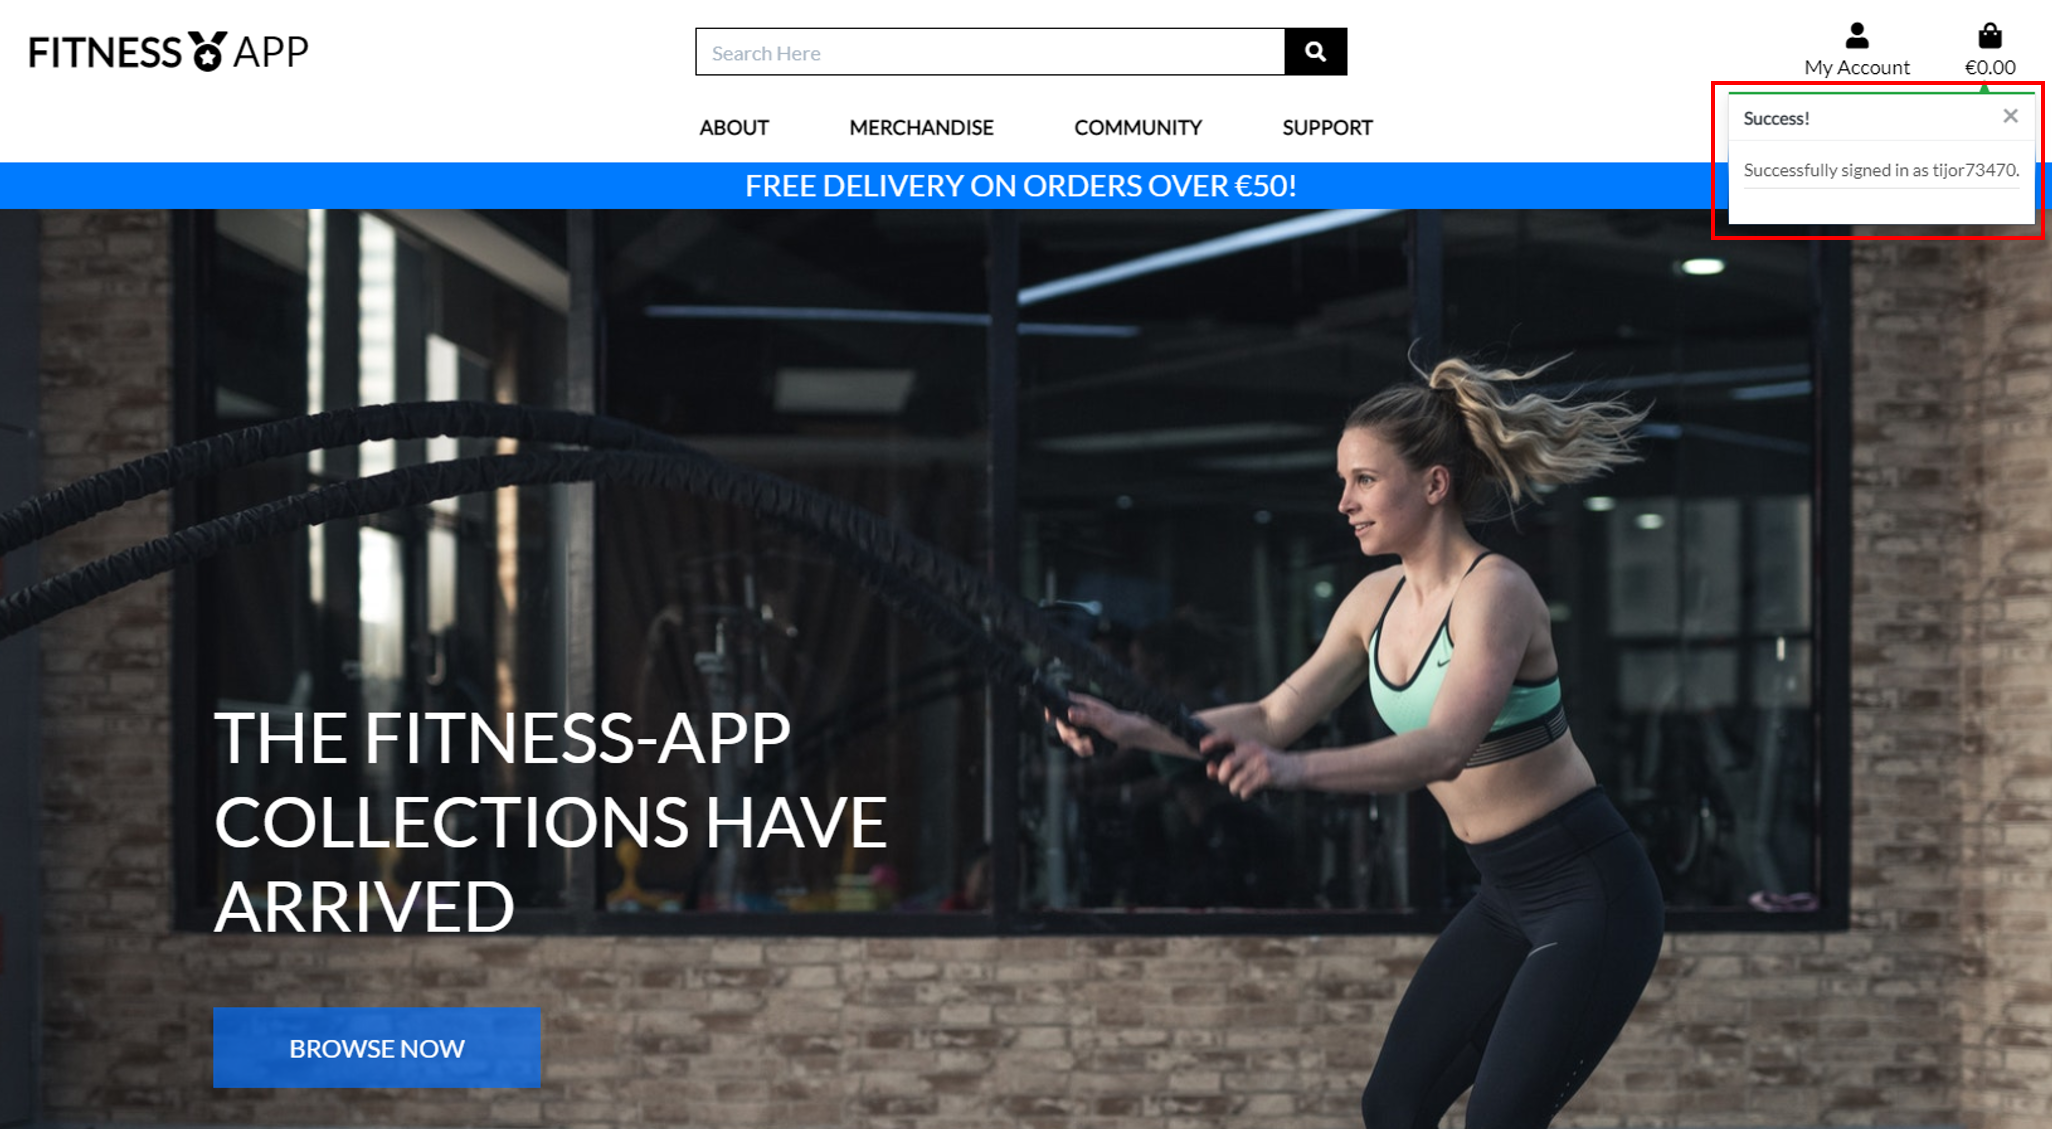 FITNESS APP
Search Here
My Account
€0.00
ABOUT
MERCHANDISE
COMMUNITY
SUPPORT
Success!
Successfully signed in as tijor73470.
FREE DELIVERY ON ORDERS OVER €50!
THE FITNESS-APP
COLLECTIONS HAVE
ARRIVED
BROWSE NOW